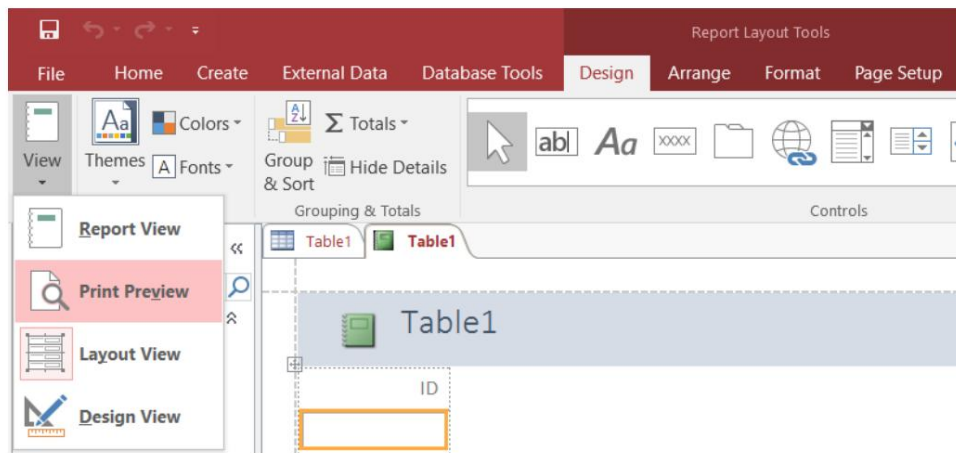 Report Layout Tools
File Home Create External Data Database Tools Design Arrange Format Page Setup
View
Aa
Themes
Colors
A Fonts
A Z
Group & Sort
Σ Totals
Hide Details
ab
Aa
xxxx
Grouping & Totals
Controls
Report View
Print Preview
Layout View
Design View
Table1
Table1
Table1
ID